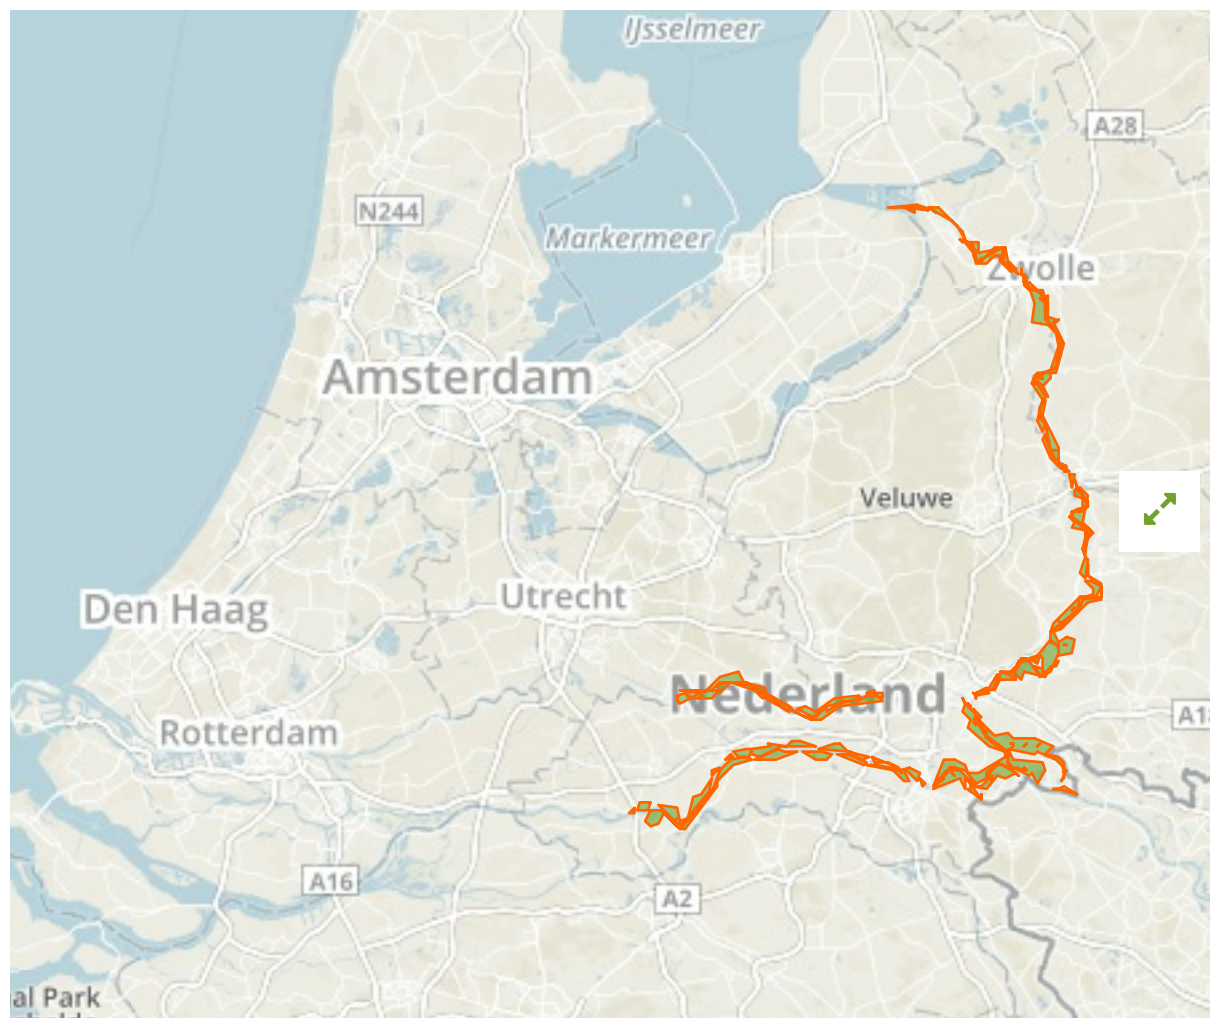 IJsselmeer
A28
N244
Markermeer
Zwolle
Amsterdam
Veluwe
Utrecht
Den Haag
Nederland
A1
Rotterdam
A16
A2
al Park